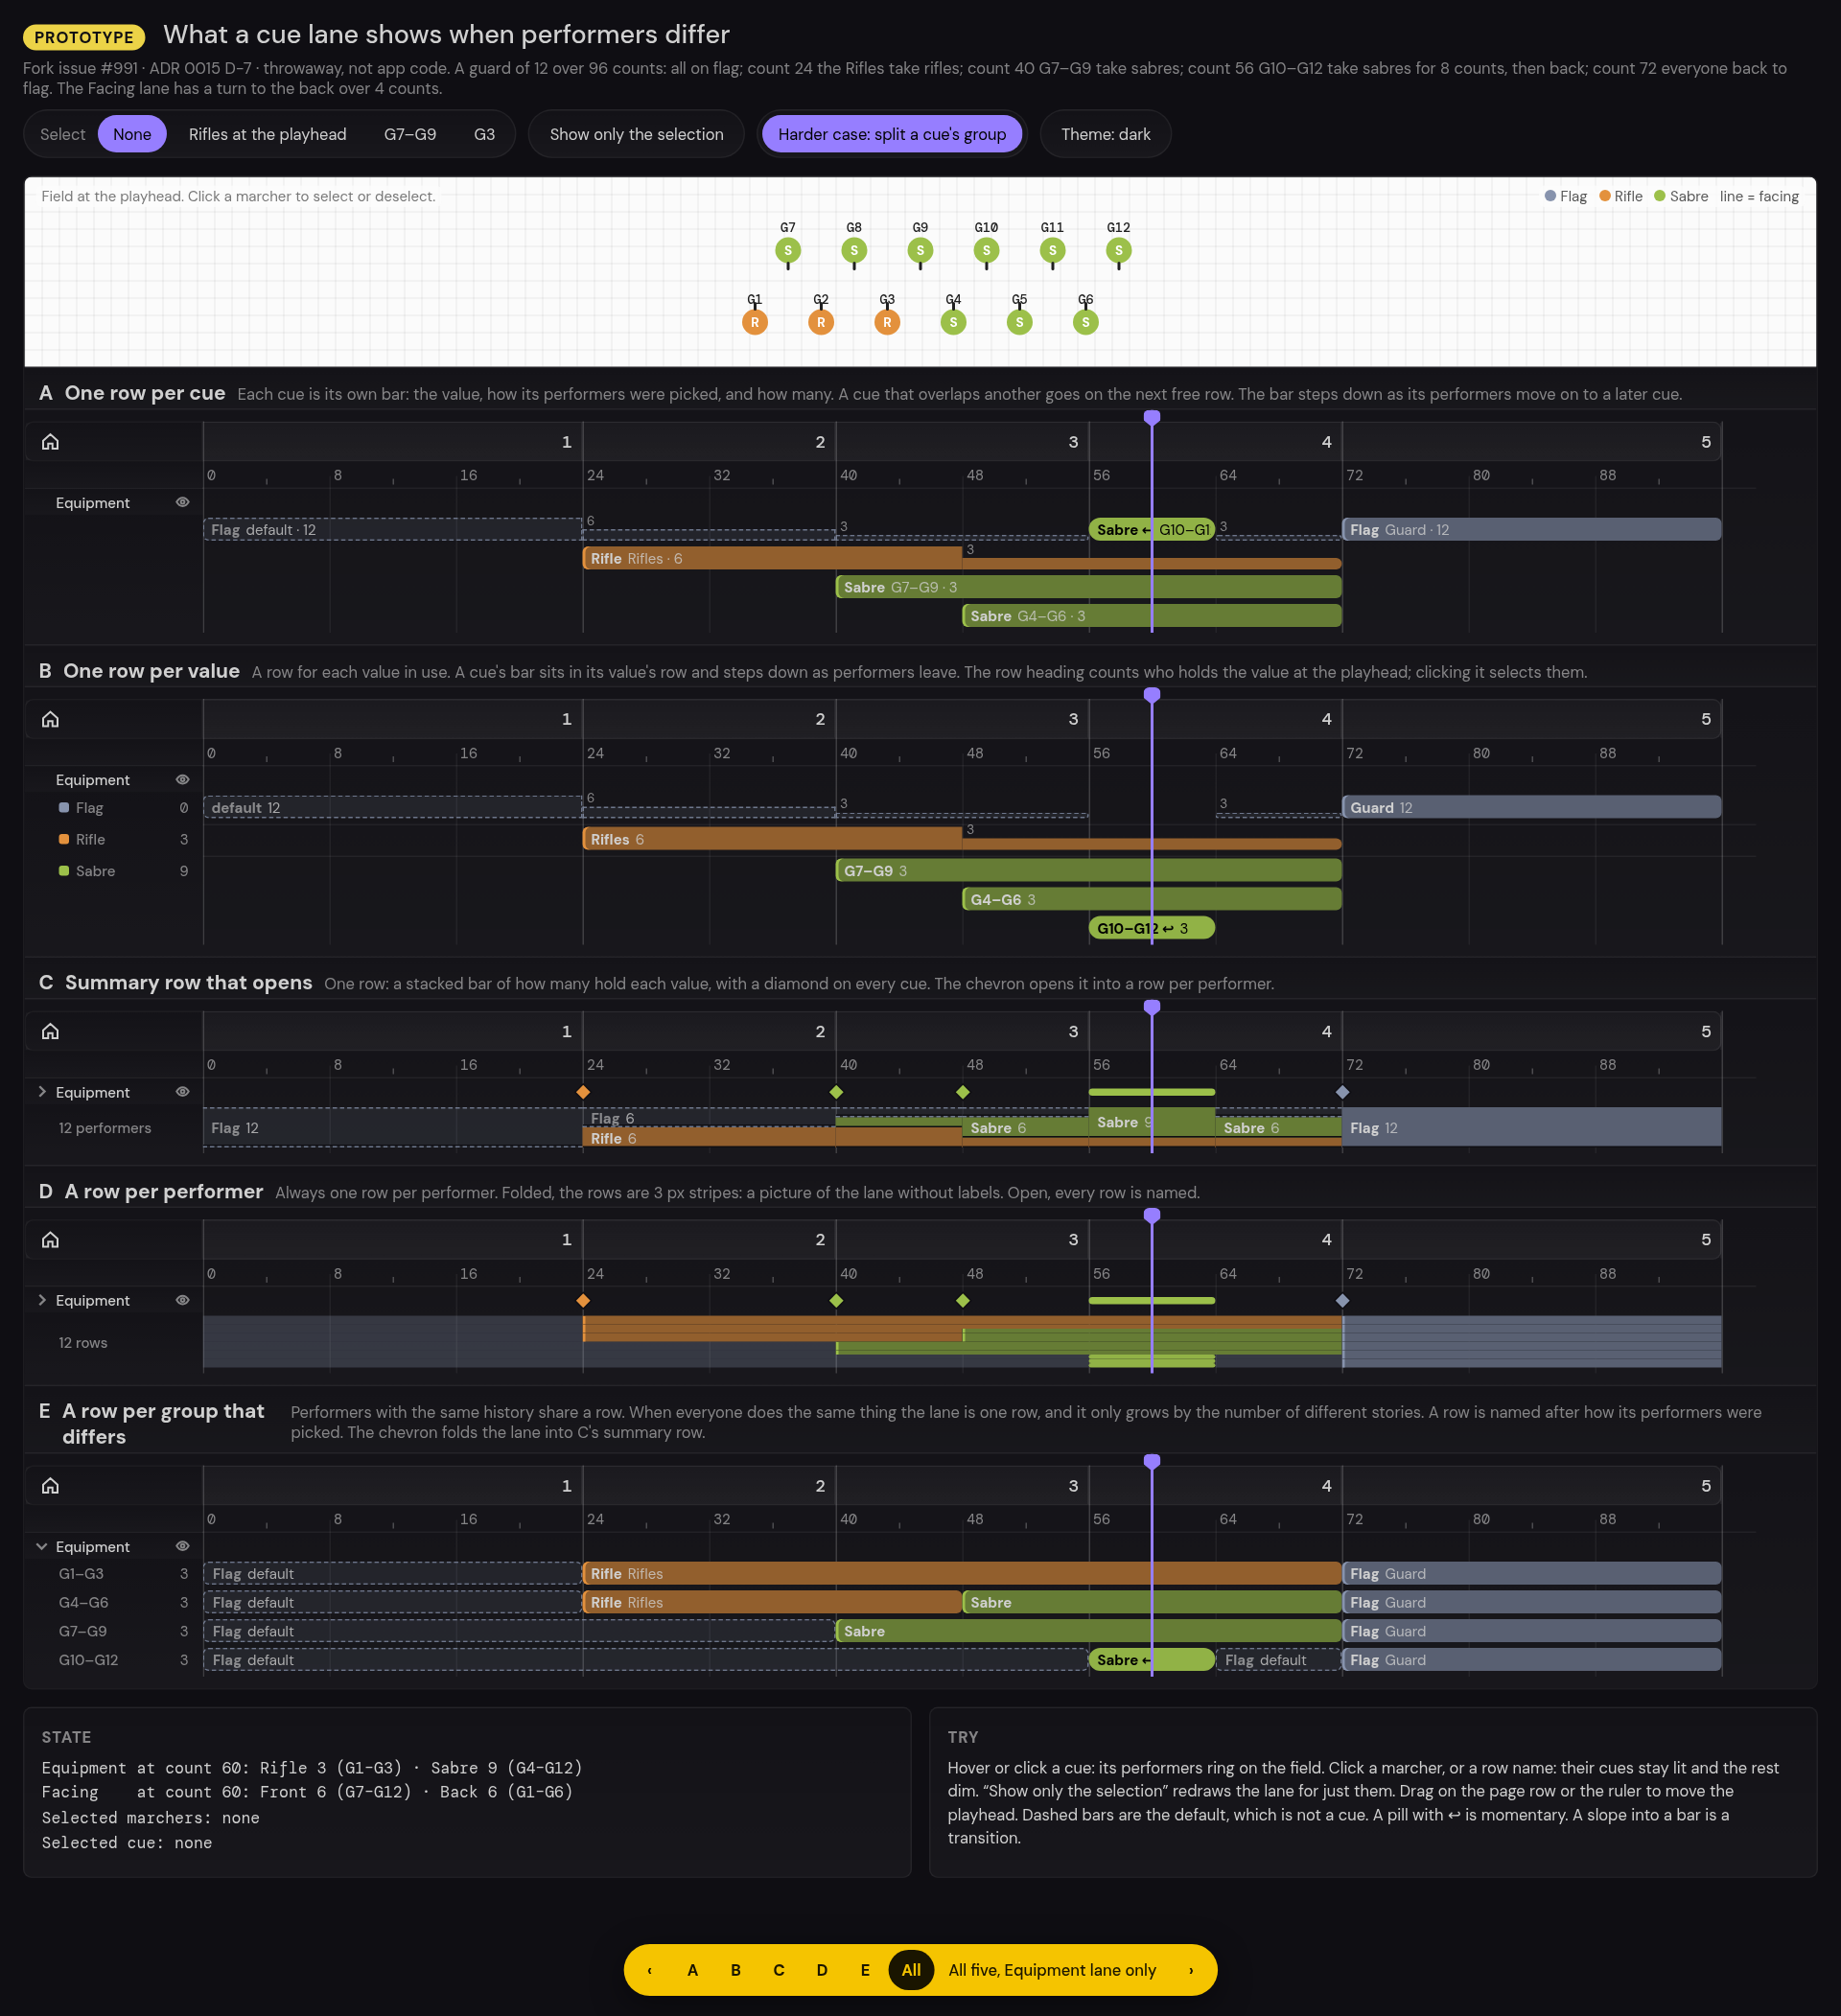 PROTOTYPE What a cue lane shows when performers differ
Fork issue #991 · ADR 0015 D-7 · throwaway, not app code. A guard of 12 over 96 counts: all on flag; count 24 the Rifles take rifles; count 40 G7–G9 take sabres; count 56 G10–G12 take sabres for 8 counts, then back; count 72 everyone back to
flag. The Facing lane has a turn to the back over 4 counts.
Select None Rifles at the playhead G7–G9 G3 Show only the selection Harder case: split a cue's group Theme: dark
Field at the playhead. Click a marcher to select or deselect. Flag Rifle Sabre line = facing
G7 G8 G9 G10 G11 G12
S S S S S S
G1 G2 G3 G4 G5 G6
R R R S S S
A One row per cue Each cue is its own bar: the value, how its performers were picked, and how many. A cue that overlaps another goes on the next free row. The bar steps down as its performers move on to a later cue.
1 2 3 4 5
0 8 16 24 32 40 48 56 64 72 80 88
Equipment
Flag default · 12 6 3 Sabre ↩ G10–G1 3 Flag Guard · 12
Rifle Rifles · 6 3
Sabre G7–G9 · 3
Sabre G4–G6 · 3
B One row per value A row for each value in use. A cue's bar sits in its value's row and steps down as performers leave. The row heading counts who holds the value at the playhead; clicking it selects them.
1 2 3 4 5
0 8 16 24 32 40 48 56 64 72 80 88
Equipment
Flag 0 default 12 6 3 3 Guard 12
Rifle 3 Rifles 6 3
Sabre 9 G7–G9 3
G4–G6 3
G10–G12 ↩ 3
C Summary row that opens One row: a stacked bar of how many hold each value, with a diamond on every cue. The chevron opens it into a row per performer.
1 2 3 4 5
0 8 16 24 32 40 48 56 64 72 80 88
Equipment
12 performers Flag 12 Flag 6 Rifle 6 Sabre 6 Sabre 9 Sabre 6 Flag 12
D A row per performer Always one row per performer. Folded, the rows are 3 px stripes: a picture of the lane without labels. Open, every row is named.
1 2 3 4 5
0 8 16 24 32 40 48 56 64 72 80 88
Equipment
12 rows
E A row per group that
differs
Performers with the same history share a row. When everyone does the same thing the lane is one row, and it only grows by the number of different stories. A row is named after how its performers were
picked. The chevron folds the lane into C's summary row.
1 2 3 4 5
0 8 16 24 32 40 48 56 64 72 80 88
Equipment
G1–G3 3 Flag default Rifle Rifles Flag Guard
G4–G6 3 Flag default Rifle Rifles Sabre Flag Guard
G7–G9 3 Flag default Sabre Flag Guard
G10–G12 3 Flag default Sabre ↩ Flag default Flag Guard
STATE
Equipment at count 60: Rifle 3 (G1–G3) · Sabre 9 (G4–G12)
Facing at count 60: Front 6 (G7–G12) · Back 6 (G1–G6)
Selected marchers: none
Selected cue: none
TRY
Hover or click a cue: its performers ring on the field. Click a marcher, or a row name: their cues stay lit and the rest
dim. “Show only the selection” redraws the lane for just them. Drag on the page row or the ruler to move the
playhead. Dashed bars are the default, which is not a cue. A pill with ↩ is momentary. A slope into a bar is a
transition.
‹ A B C D E All All five, Equipment lane only ›